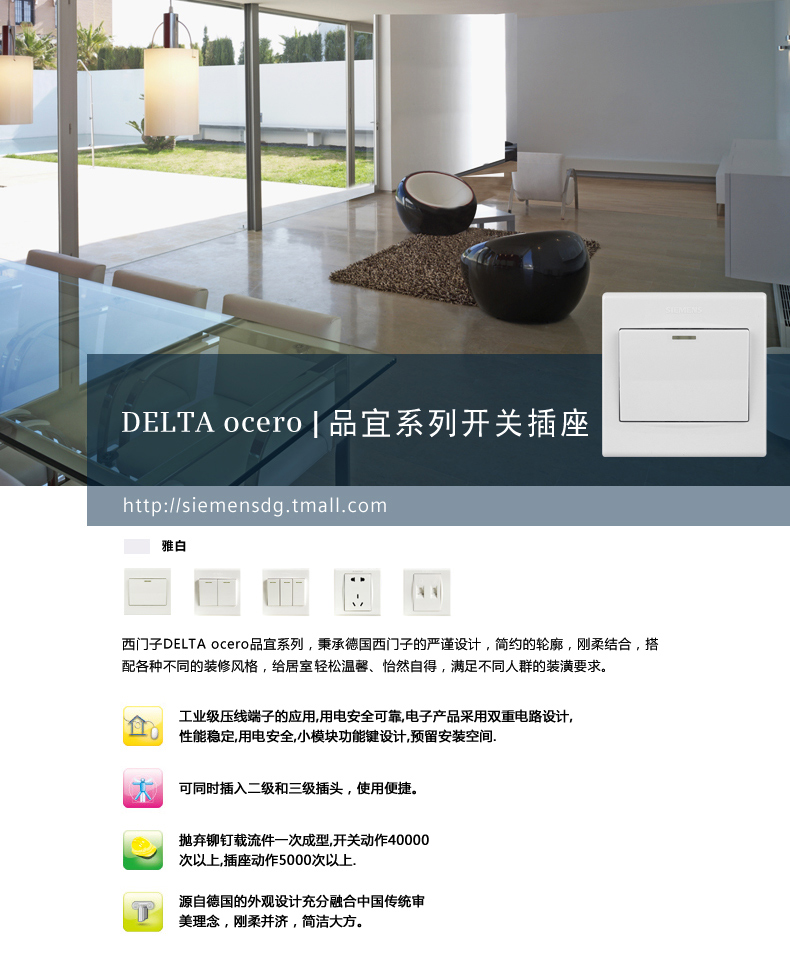 DELTA ocero | 品宜系列开关插座
http://siemensdg.tmall.com
雅白
西门子DELTA ocero品宜系列，秉承德国西门子的严谨设计，简约的轮廓，刚柔结合，搭
配各种不同的装修风格，给居室轻松温馨、怡然自得，满足不同人群的装潢要求。
工业级压线端子的应用,用电安全可靠,电子产品采用双重电路设计,
性能稳定,用电安全,小模块功能键设计,预留安装空间.
可同时插入二级和三级插头，使用便捷。
抛弃铆钉载流件一次成型,开关动作40000
次以上,插座动作5000次以上.
源自德国的外观设计充分融合中国传统审
美理念，刚柔并济，简洁大方。